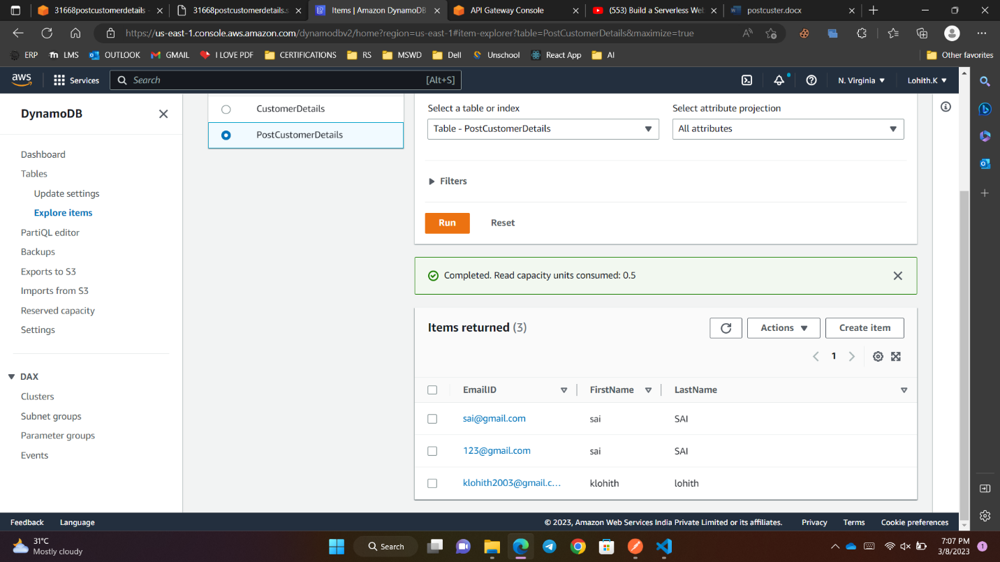 31668postcustomerdetails -
31668postcustomerdetails.s
Items | Amazon DynamoDB
API Gateway Console
(553) Build a Serverless Web
postcuster.docx
https://us-east-1.console.aws.amazon.com/dynamodbv2/home?region=us-east-1#item-explorer?table=PostCustomerDetails&maximize=true
ERP
LMS
OUTLOOK
GMAIL
I LOVE PDF
CERTIFICATIONS
RS
MSWD
Dell
Unschool
React App
AI
Other favorites
aws
Services
Search
[Alt+S]
N. Virginia
Lohith.K
DynamoDB
Dashboard
Tables
Update settings
Explore items
PartiQL editor
Backups
Exports to S3
Imports from S3
Reserved capacity
Settings
DAX
Clusters
Subnet groups
Parameter groups
Events
CustomerDetails
PostCustomerDetails
Select a table or index
Table - PostCustomerDetails
Select attribute projection
All attributes
Filters
Run
Reset
Completed. Read capacity units consumed: 0.5
Items returned (3)
Actions
Create item
1
EmailID FirstName LastName
sai@gmail.com sai SAI
123@gmail.com sai SAI
klohith2003@gmail.c... klohith lohith
Feedback
Language
© 2023, Amazon Web Services India Private Limited or its affiliates.
Privacy
Terms
Cookie preferences
31°C
Mostly cloudy
Search
7:07 PM
3/8/2023
1